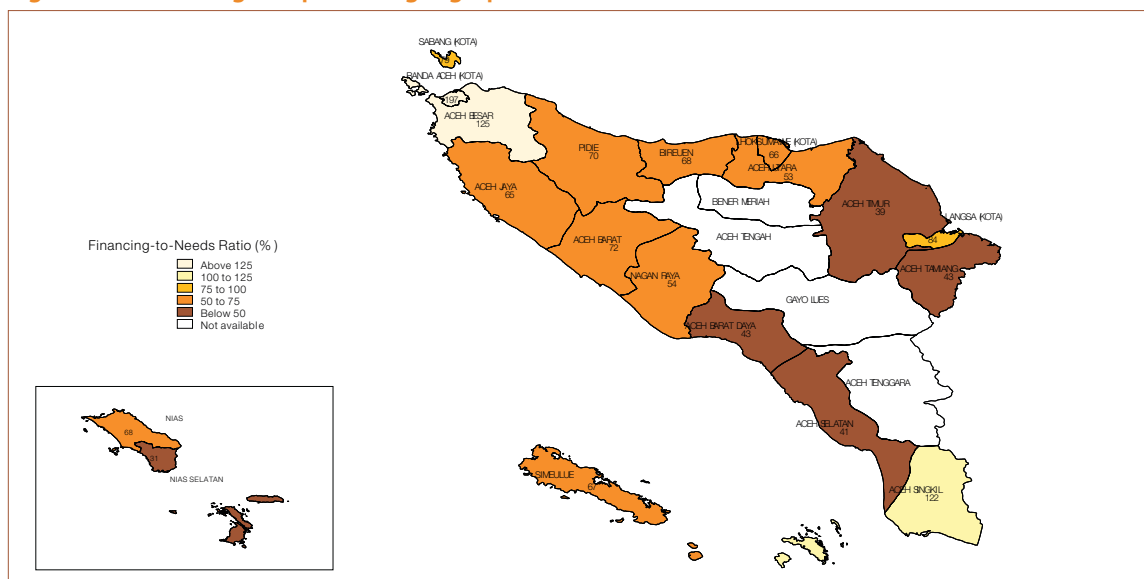 SABANG (KOTA)
BANDA ACEH (KOTA)
197
ACEH BESAR
125
PIDIE
70
BIREUEN
68
LHOKSUMAWE (KOTA)
66
ACEH UTARA
53
ACEH JAYA
65
BENER MERIAH
ACEH TIMUR
39
LANGSA (KOTA)
84
ACEH BARAT
72
ACEH TENGAH
NAGAN RAYA
54
ACEH TAMIANG
43
GAYO LUES
ACEH BARAT DAYA
43
ACEH TENGGARA
ACEH SELATAN
41
ACEH SINGKIL
122
SIMEULUE
67
Financing-to-Needs Ratio (%)
Above 125
100 to 125
75 to 100
50 to 75
Below 50
Not available
NIAS
68
31
NIAS SELATAN